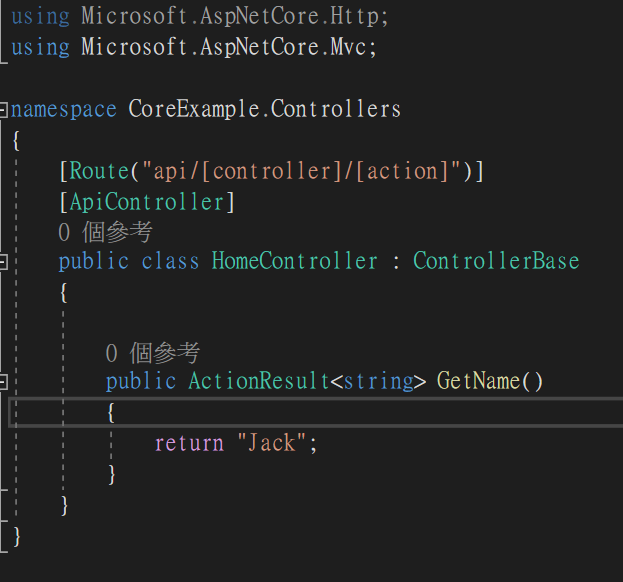 using Microsoft.AspNetCore.Http;
using Microsoft.AspNetCore.Mvc;
namespace CoreExample.Controllers
{
[Route("api/[controller]/[action]")]
[ApiController]
0 個參考
public class HomeController : ControllerBase
{
0 個參考
public ActionResult<string> GetName()
{
return "Jack";
}
}
}